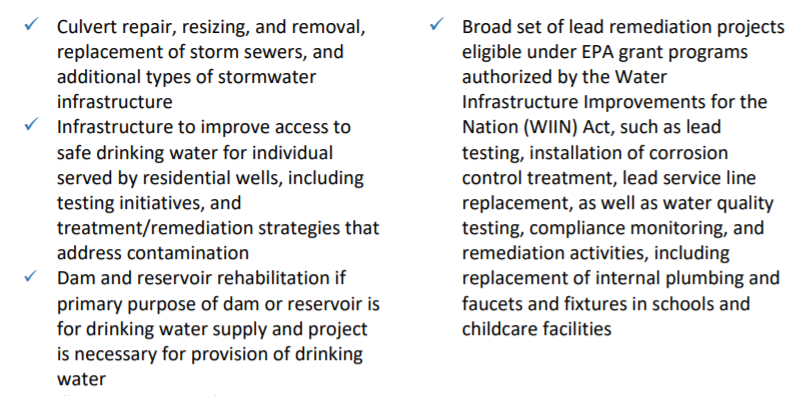 ✓ Culvert repair, resizing, and removal,
replacement of storm sewers, and
additional types of stormwater
infrastructure
✓ Infrastructure to improve access to
safe drinking water for individual
served by residential wells, including
testing initiatives, and
treatment/remediation strategies that
address contamination
✓ Dam and reservoir rehabilitation if
primary purpose of dam or reservoir is
for drinking water supply and project
is necessary for provision of drinking
water
✓ Broad set of lead remediation projects
eligible under EPA grant programs
authorized by the Water
Infrastructure Improvements for the
Nation (WIIN) Act, such as lead
testing, installation of corrosion
control treatment, lead service line
replacement, as well as water quality
testing, compliance monitoring, and
remediation activities, including
replacement of internal plumbing and
faucets and fixtures in schools and
childcare facilities